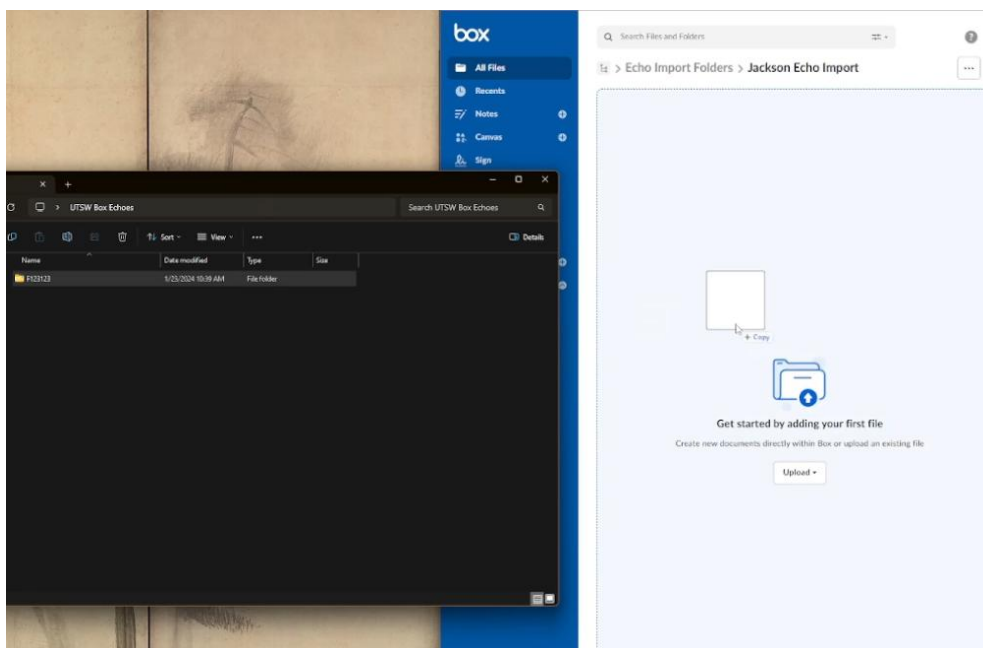 box
Search Files and Folders
All Files
Echo Import Folders > Jackson Echo Import
Recents
Notes
Canvas
Sign
UTSW Box Echoes
Search UTSW Box Echoes
Sort
View
Details
Name
Date modified
Type
Size
F123123
1/23/2024 10:39 AM
File folder
+ Copy
Get started by adding your first file
Create new documents directly within Box or upload an existing file
Upload